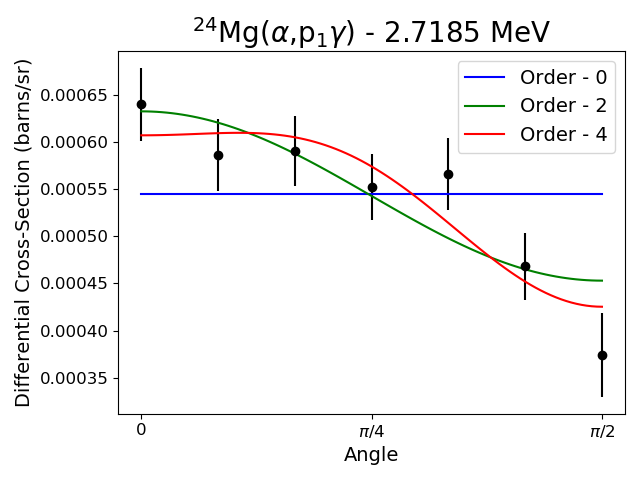 ²⁴Mg(α,p₁γ) - 2.7185 MeV
Differential Cross-Section (barns/sr)
0.00065
0.00060
0.00055
0.00050
0.00045
0.00040
0.00035
Order - 0
Order - 2
Order - 4
0
π/4
π/2
Angle